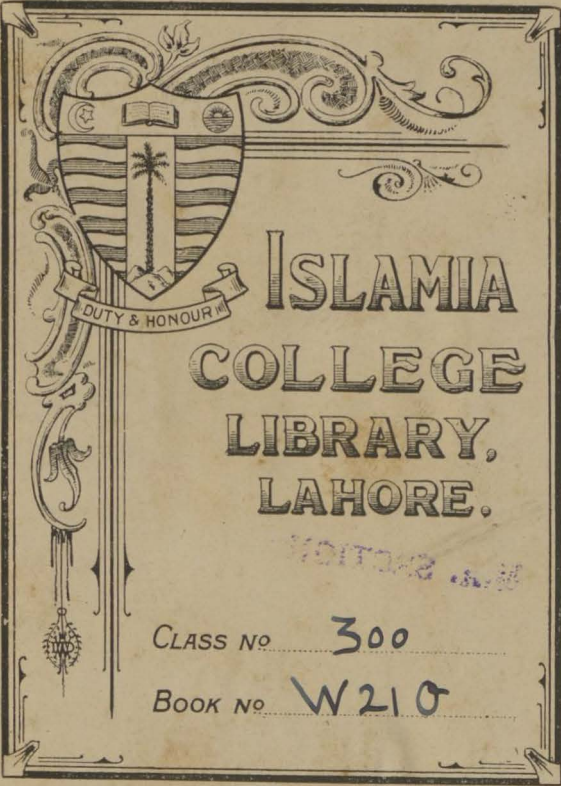 DUTY & HONOUR
ISLAMIA
COLLEGE
LIBRARY,
LAHORE.
CLASS No 300
BOOK No W210